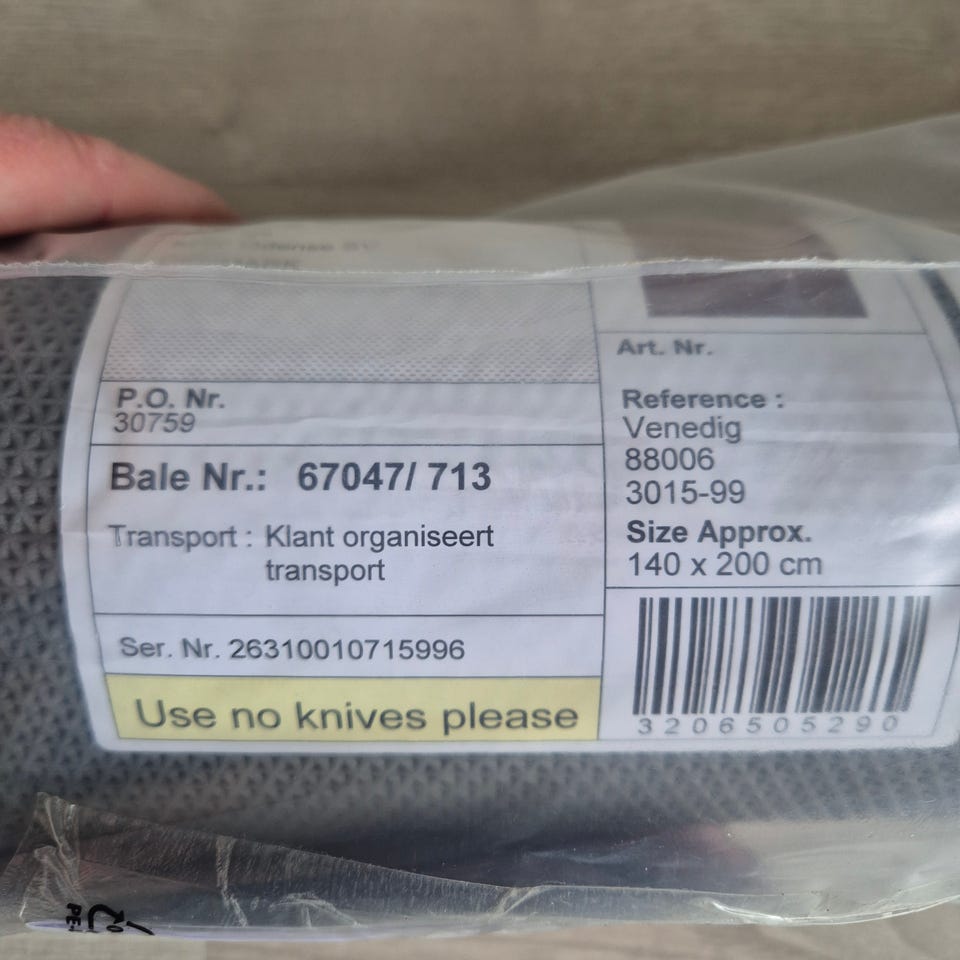 P.O. Nr.
30759
Bale Nr.: 67047/ 713
Transport : Klant organiseert
transport
Ser. Nr. 26310010715996
Use no knives please
Art. Nr.
Reference :
Venedig
88006
3015-99
Size Approx.
140 x 200 cm
3206505290